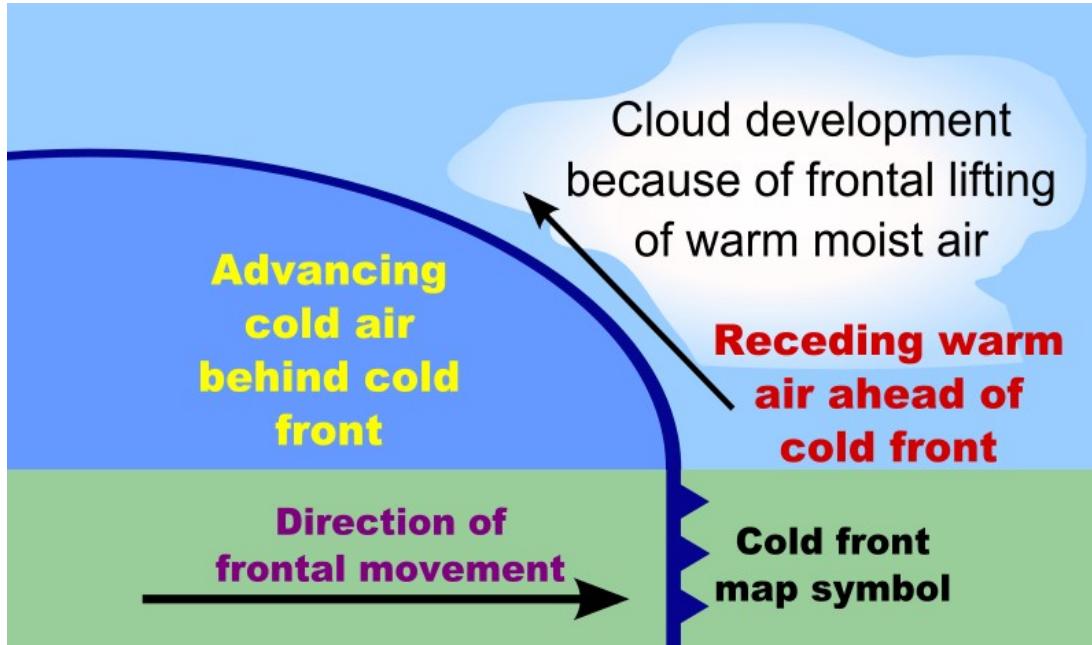 Cloud development
because of frontal lifting
of warm moist air
Advancing
cold air
behind cold
front
Receding warm
air ahead of
cold front
Direction of
frontal movement
Cold front
map symbol